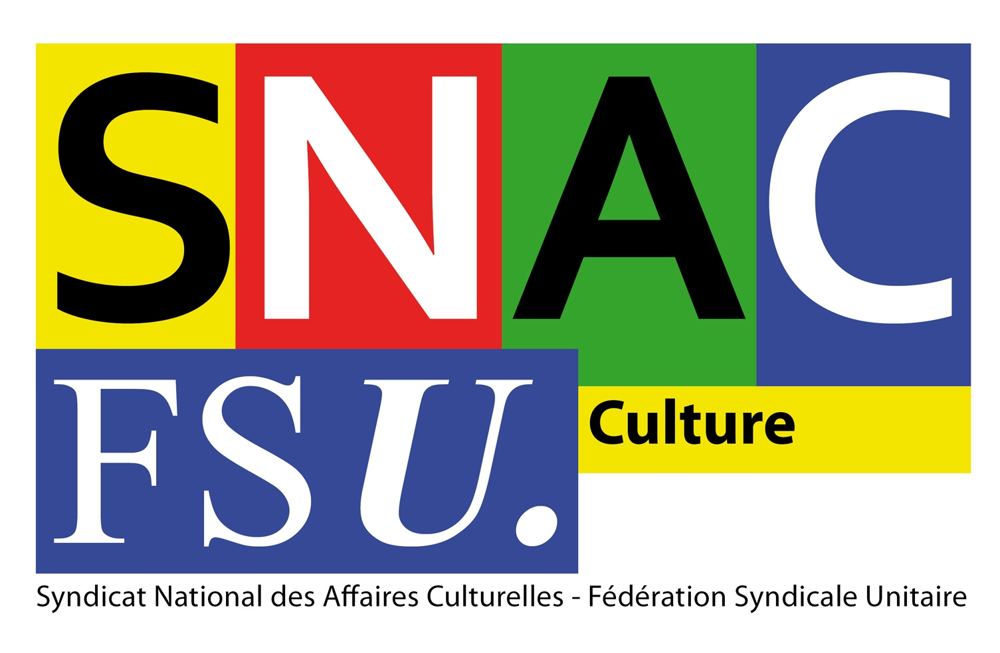 SNAC
FSU.
Culture
Syndicat National des Affaires Culturelles - Fédération Syndicale Unitaire